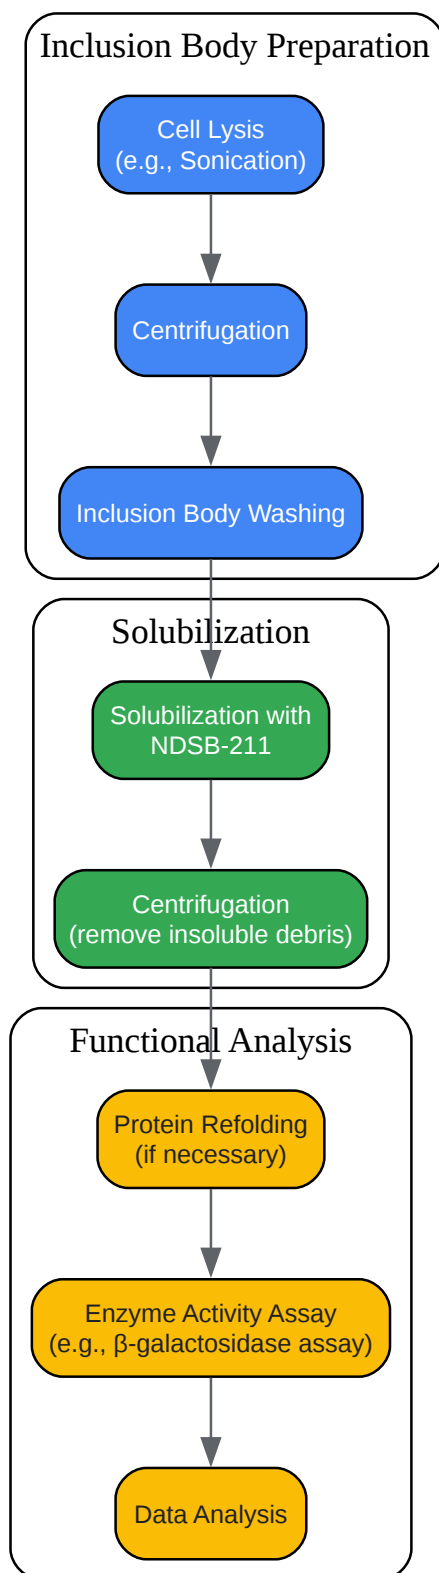 Inclusion Body Preparation
Cell Lysis
(e.g., Sonication)
Centrifugation
Inclusion Body Washing
Solubilization
Solubilization with
NDSB-211
Centrifugation
(remove insoluble debris)
Functional Analysis
Protein Refolding
(if necessary)
Enzyme Activity Assay
(e.g., β-galactosidase assay)
Data Analysis